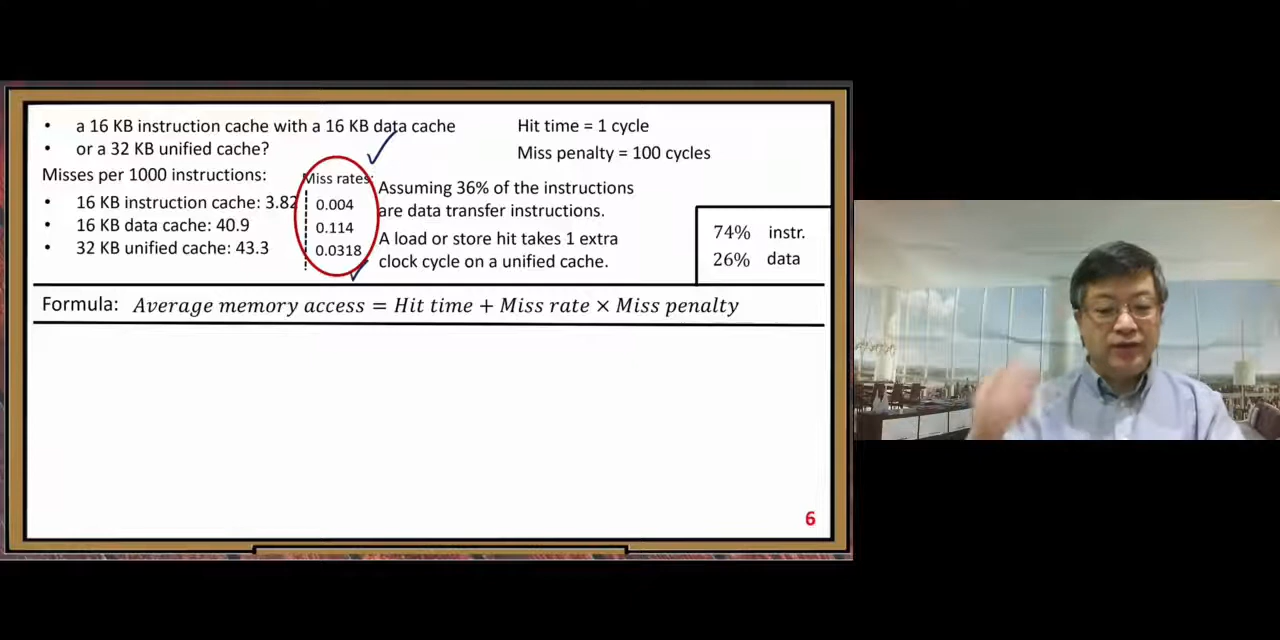 • a 16 KB instruction cache with a 16 KB data cache
• or a 32 KB unified cache?
Hit time = 1 cycle
Miss penalty = 100 cycles
Misses per 1000 instructions:
• 16 KB instruction cache: 3.82
• 16 KB data cache: 40.9
• 32 KB unified cache: 43.3
Miss rates:
0.004
0.114
0.0318
Assuming 36% of the instructions
are data transfer instructions.
A load or store hit takes 1 extra
clock cycle on a unified cache.
74% instr.
26% data
Formula: Average memory access = Hit time + Miss rate × Miss penalty
6